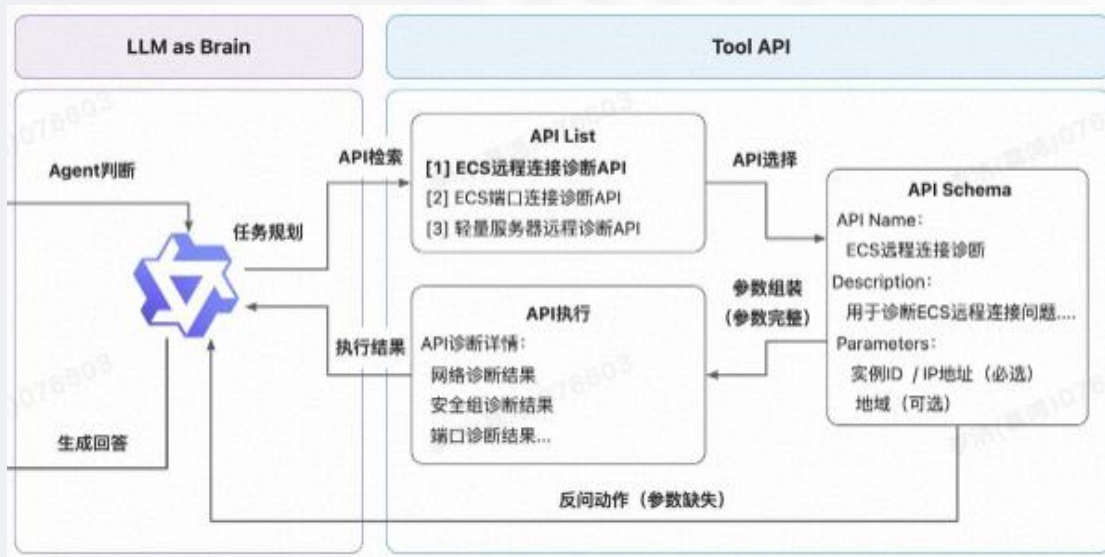 LLM as Brain
Tool API
Agent判断
任务规划
API检索
API List
[1] ECS远程连接诊断API
[2] ECS端口连接诊断API
[3] 轻量服务器远程诊断API
API选择
API Schema
API Name：
ECS远程连接诊断
Description：
用于诊断ECS远程连接问题....
Parameters：
实例ID / IP地址（必选）
地域（可选）
参数组装
（参数完整）
API执行
API诊断详情：
网络诊断结果
安全组诊断结果
端口诊断结果...
执行结果
生成回答
反问动作（参数缺失）